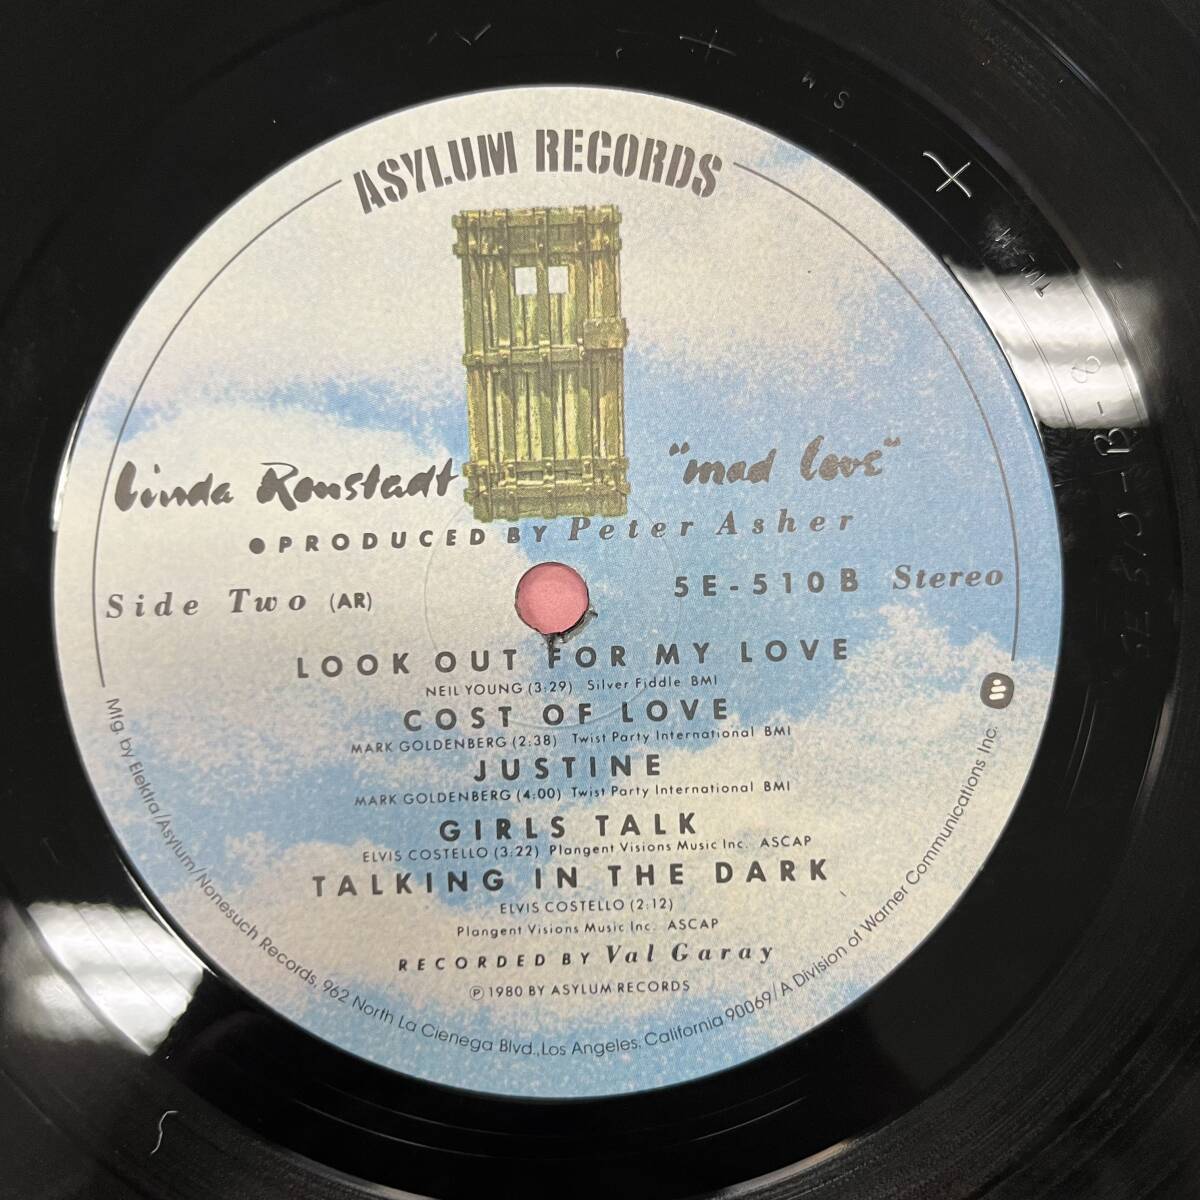 ASYLUM RECORDS
Linda Ronstadt
"mad love"
● PRODUCED BY Peter Asher
Side Two (AR)
5E-510B Stereo
LOOK OUT FOR MY LOVE
NEIL YOUNG (3:29) Silver Fiddle BMI
COST OF LOVE
MARK GOLDENBERG (2:38) Twist Party International BMI
JUSTINE
MARK GOLDENBERG (4:00) Twist Party International BMI
GIRLS TALK
ELVIS COSTELLO (3:22) Plangent Visions Music Inc. ASCAP
TALKING IN THE DARK
ELVIS COSTELLO (2:12)
Plangent Visions Music Inc. ASCAP
RECORDED BY Val Garay
℗ 1980 BY ASYLUM RECORDS
Mfg by Elektra/Asylum/Nonesuch Records, 962 North La Cienega Blvd., Los Angeles, California 90069/A Division of Warner Communications Inc.
SM
B-8